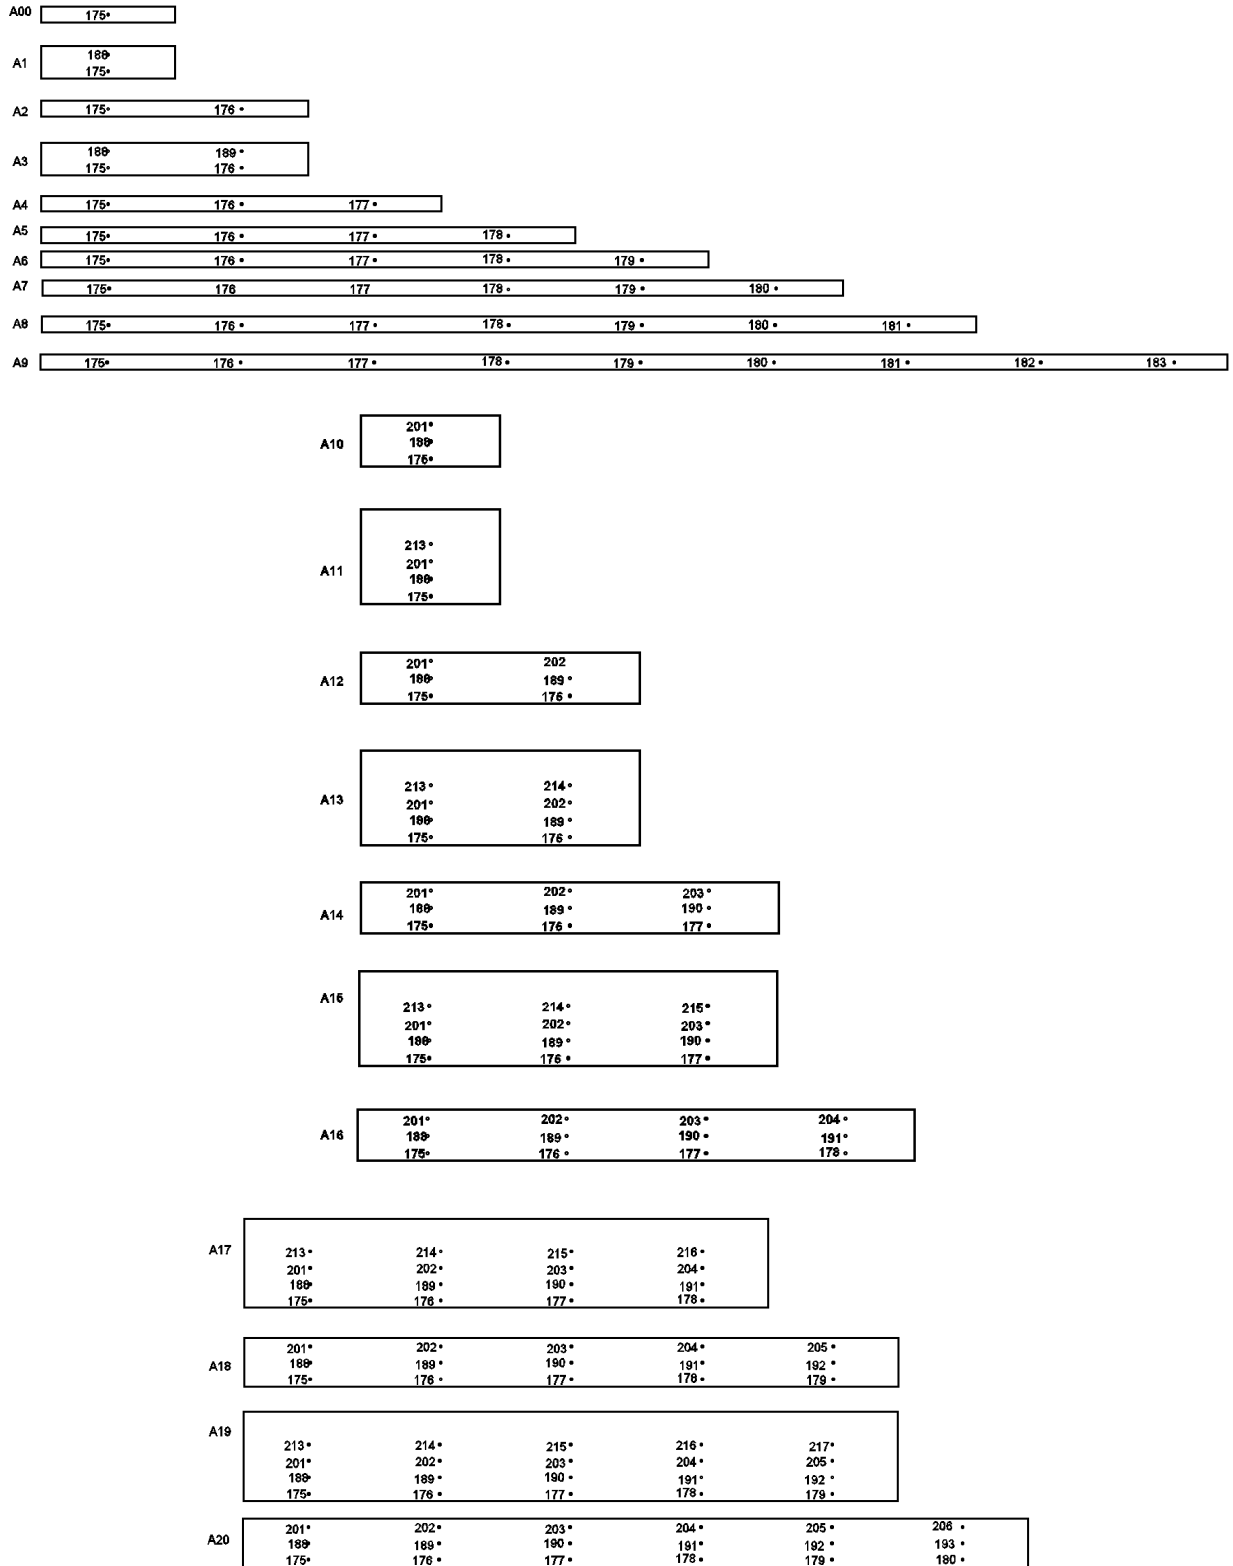 A00 175•
188•
A1 175•
A2 175• 176 •
188• 189 •
A3 175• 176 •
A4 175• 176 • 177 •
A5 175• 176 • 177 • 178 •
A6 175• 176 • 177 • 178 • 179 •
A7 175• 176 177 178 • 179 • 180 •
A8 175• 176 • 177 • 178 • 179 • 180 • 181 •
A9 175• 176 • 177 • 178 • 179 • 180 • 181 • 182 • 183 •
201•
A10 188•
175•
213 •
201•
A11 188•
175•
201• 202
A12 188• 189 •
175• 176 •
213 • 214 •
A13 201• 202 •
188• 189 •
175• 176 •
201• 202 • 203 •
A14 188• 189 • 190 •
175• 176 • 177 •
A15 213 • 214 • 215 •
201• 202 • 203 •
188• 189 • 190 •
175• 176 • 177 •
201• 202 • 203 • 204 •
A16 188• 189 • 190 • 191•
175• 176 • 177 • 178 •
A17 213 • 214 • 215 • 216 •
201• 202 • 203 • 204 •
188• 189 • 190 • 191•
175• 176 • 177 • 178 •
201• 202 • 203 • 204 • 205 •
A18 188• 189 • 190 • 191• 192 •
175• 176 • 177 • 178 • 179 •
A19
213 • 214 • 215 • 216 • 217•
201• 202 • 203 • 204 • 205 •
188• 189 • 190 • 191• 192 •
175• 176 • 177 • 178 • 179 •
201• 202 • 203 • 204 • 205 • 206 •
A20 188• 189 • 190 • 191• 192 • 193 •
175• 176 • 177 • 178 • 179 • 180 •